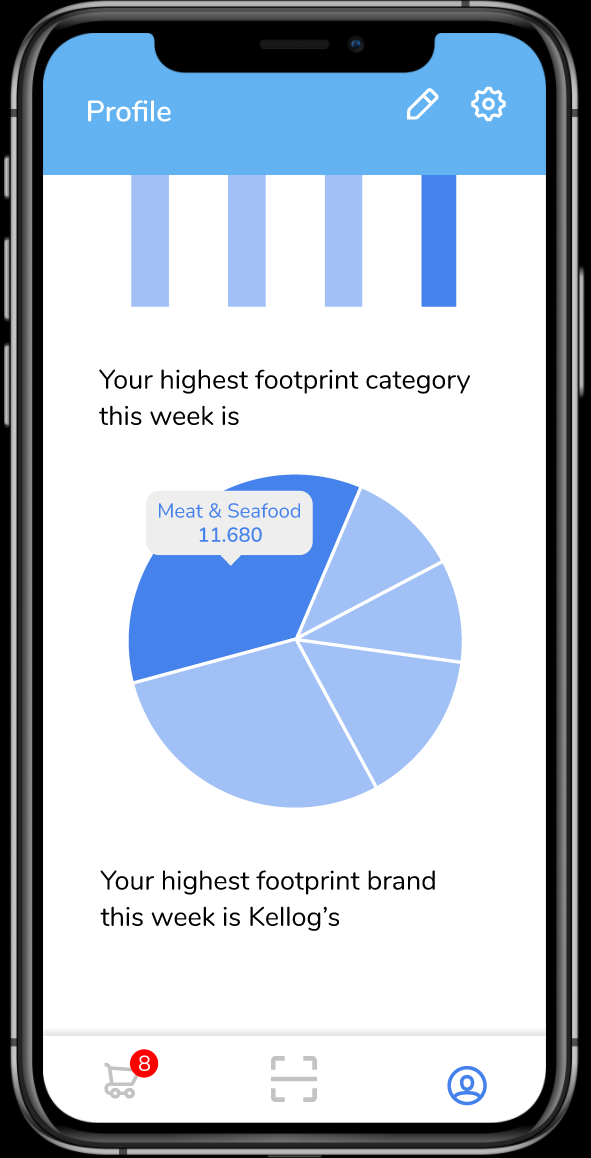 Profile
Your highest footprint category
this week is
Meat & Seafood
11.680
Your highest footprint brand
this week is Kellog’s
8